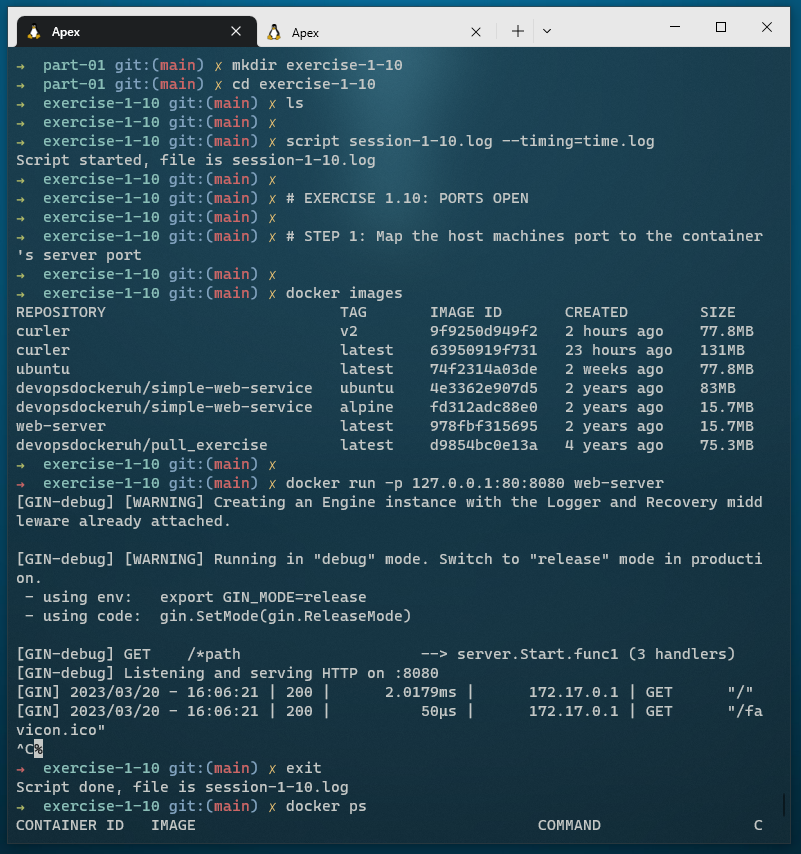 Apex
Apex
→ part-01 git:(main) ✗ mkdir exercise-1-10
→ part-01 git:(main) ✗ cd exercise-1-10
→ exercise-1-10 git:(main) ✗ ls
→ exercise-1-10 git:(main) ✗
→ exercise-1-10 git:(main) ✗ script session-1-10.log --timing=time.log
Script started, file is session-1-10.log
→ exercise-1-10 git:(main) ✗
→ exercise-1-10 git:(main) ✗ # EXERCISE 1.10: PORTS OPEN
→ exercise-1-10 git:(main) ✗
→ exercise-1-10 git:(main) ✗ # STEP 1: Map the host machines port to the container
's server port
→ exercise-1-10 git:(main) ✗
→ exercise-1-10 git:(main) ✗ docker images
REPOSITORY TAG IMAGE ID CREATED SIZE
curler v2 9f9250d949f2 2 hours ago 77.8MB
curler latest 63950919f731 23 hours ago 131MB
ubuntu latest 74f2314a03de 2 weeks ago 77.8MB
devopsdockeruh/simple-web-service ubuntu 4e3362e907d5 2 years ago 83MB
devopsdockeruh/simple-web-service alpine fd312adc88e0 2 years ago 15.7MB
web-server latest 978fbf315695 2 years ago 15.7MB
devopsdockeruh/pull_exercise latest d9854bc0e13a 4 years ago 75.3MB
→ exercise-1-10 git:(main) ✗
→ exercise-1-10 git:(main) ✗ docker run -p 127.0.0.1:80:8080 web-server
[GIN-debug] [WARNING] Creating an Engine instance with the Logger and Recovery midd
leware already attached.
[GIN-debug] [WARNING] Running in "debug" mode. Switch to "release" mode in producti
on.
- using env: export GIN_MODE=release
- using code: gin.SetMode(gin.ReleaseMode)
[GIN-debug] GET /*path --> server.Start.func1 (3 handlers)
[GIN-debug] Listening and serving HTTP on :8080
[GIN] 2023/03/20 - 16:06:21 | 200 | 2.0179ms | 172.17.0.1 | GET "/"
[GIN] 2023/03/20 - 16:06:21 | 200 | 50µs | 172.17.0.1 | GET "/fa
vicon.ico"
^C%
→ exercise-1-10 git:(main) ✗ exit
Script done, file is session-1-10.log
→ exercise-1-10 git:(main) ✗ docker ps
CONTAINER ID IMAGE COMMAND C